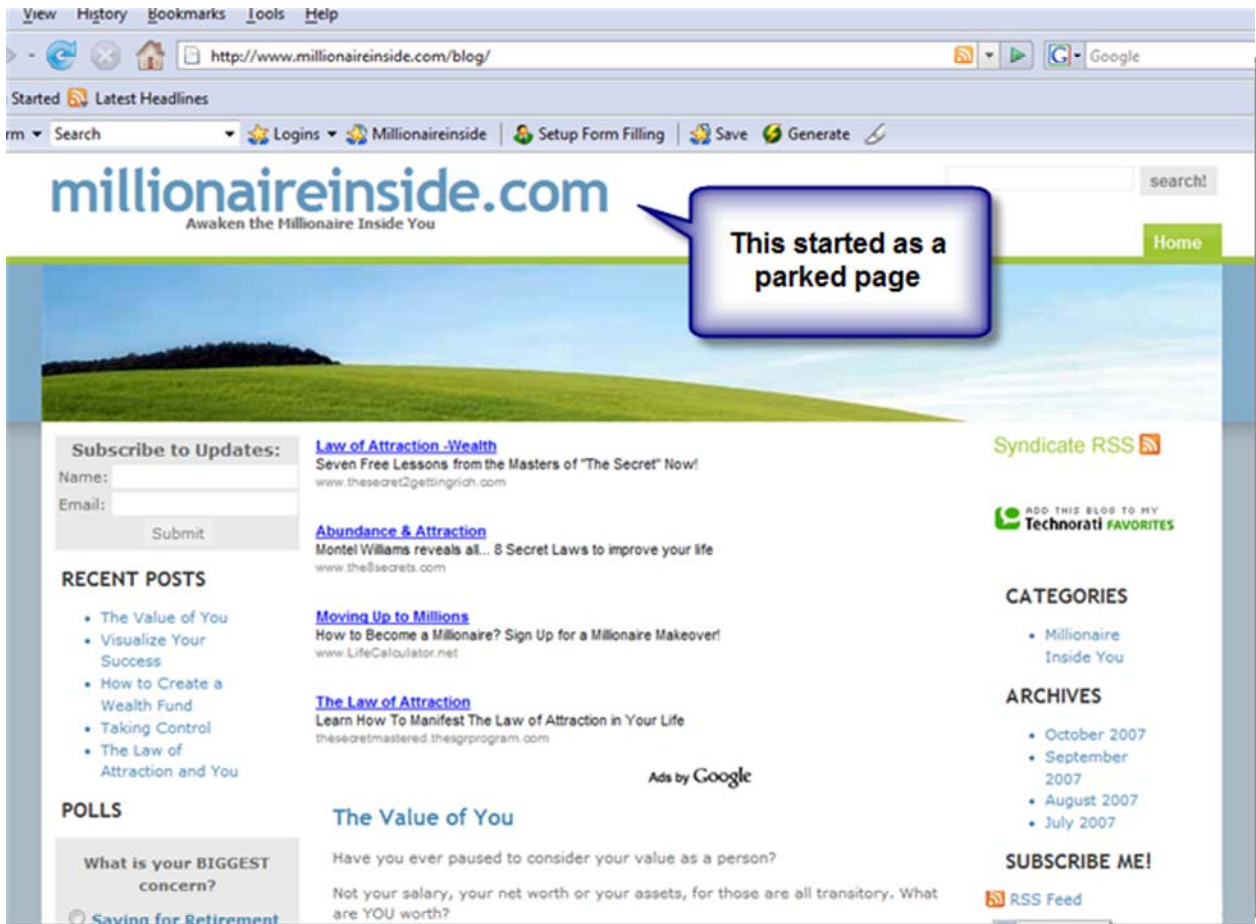 View History Bookmarks Tools Help
http://www.millionaireinside.com/blog/
Google
Started Latest Headlines
rm Search Logins Millionaireinside Setup Form Filling Save Generate
millionaireinside.com
Awaken the Millionaire Inside You
search!
This started as a
parked page
Home
Subscribe to Updates:
Name:
Email:
Submit
RECENT POSTS
• The Value of You
• Visualize Your
Success
• How to Create a
Wealth Fund
• Taking Control
• The Law of
Attraction and You
POLLS
What is your BIGGEST
concern?
Saving for Retirement
Law of Attraction -Wealth
Seven Free Lessons from the Masters of "The Secret" Now!
www.thesecret2gettingrich.com
Abundance & Attraction
Montel Williams reveals all... 8 Secret Laws to improve your life
www.the8secrets.com
Moving Up to Millions
How to Become a Millionaire? Sign Up for a Millionaire Makeover!
www.LifeCalculator.net
The Law of Attraction
Learn How To Manifest The Law of Attraction in Your Life
thesecretmastered.thesgrprogram.com
Ads by Google
The Value of You
Have you ever paused to consider your value as a person?
Not your salary, your net worth or your assets, for those are all transitory. What
are YOU worth?
Syndicate RSS
ADD THIS BLOG TO MY
Technorati FAVORITES
CATEGORIES
• Millionaire
Inside You
ARCHIVES
• October 2007
• September
2007
• August 2007
• July 2007
SUBSCRIBE ME!
RSS Feed